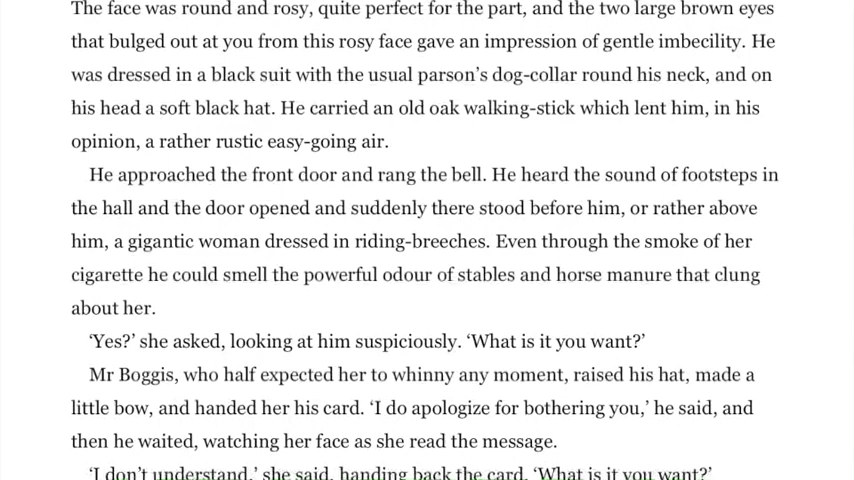 The face was round and rosy, quite perfect for the part, and the two large brown eyes
that bulged out at you from this rosy face gave an impression of gentle imbecility. He
was dressed in a black suit with the usual parson’s dog-collar round his neck, and on
his head a soft black hat. He carried an old oak walking-stick which lent him, in his
opinion, a rather rustic easy-going air.
He approached the front door and rang the bell. He heard the sound of footsteps in
the hall and the door opened and suddenly there stood before him, or rather above
him, a gigantic woman dressed in riding-breeches. Even through the smoke of her
cigarette he could smell the powerful odour of stables and horse manure that clung
about her.
‘Yes?’ she asked, looking at him suspiciously. ‘What is it you want?’
Mr Boggis, who half expected her to whinny any moment, raised his hat, made a
little bow, and handed her his card. ‘I do apologize for bothering you,’ he said, and
then he waited, watching her face as she read the message.
‘I don’t understand,’ she said, handing back the card. ‘What is it you want?’